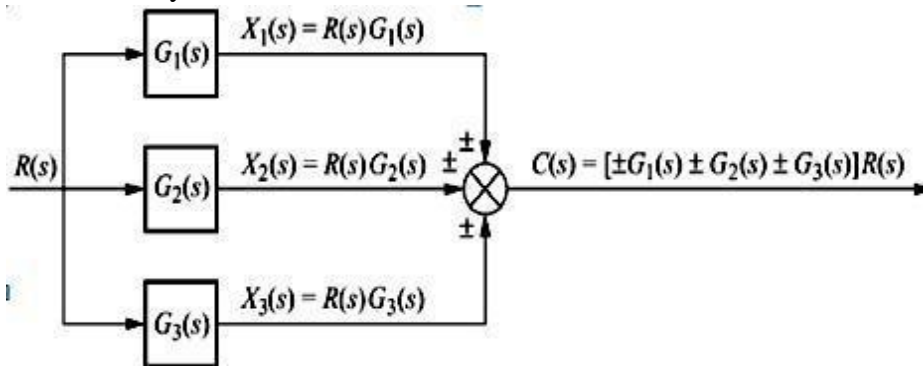 X₁(s) = R(s)G₁(s)
G₁(s)
±
R(s)
G₂(s)
X₂(s) = R(s)G₂(s)
±
C(s) = [±G₁(s) ± G₂(s) ± G₃(s)]R(s)
±
G₃(s)
X₃(s) = R(s)G₃(s)